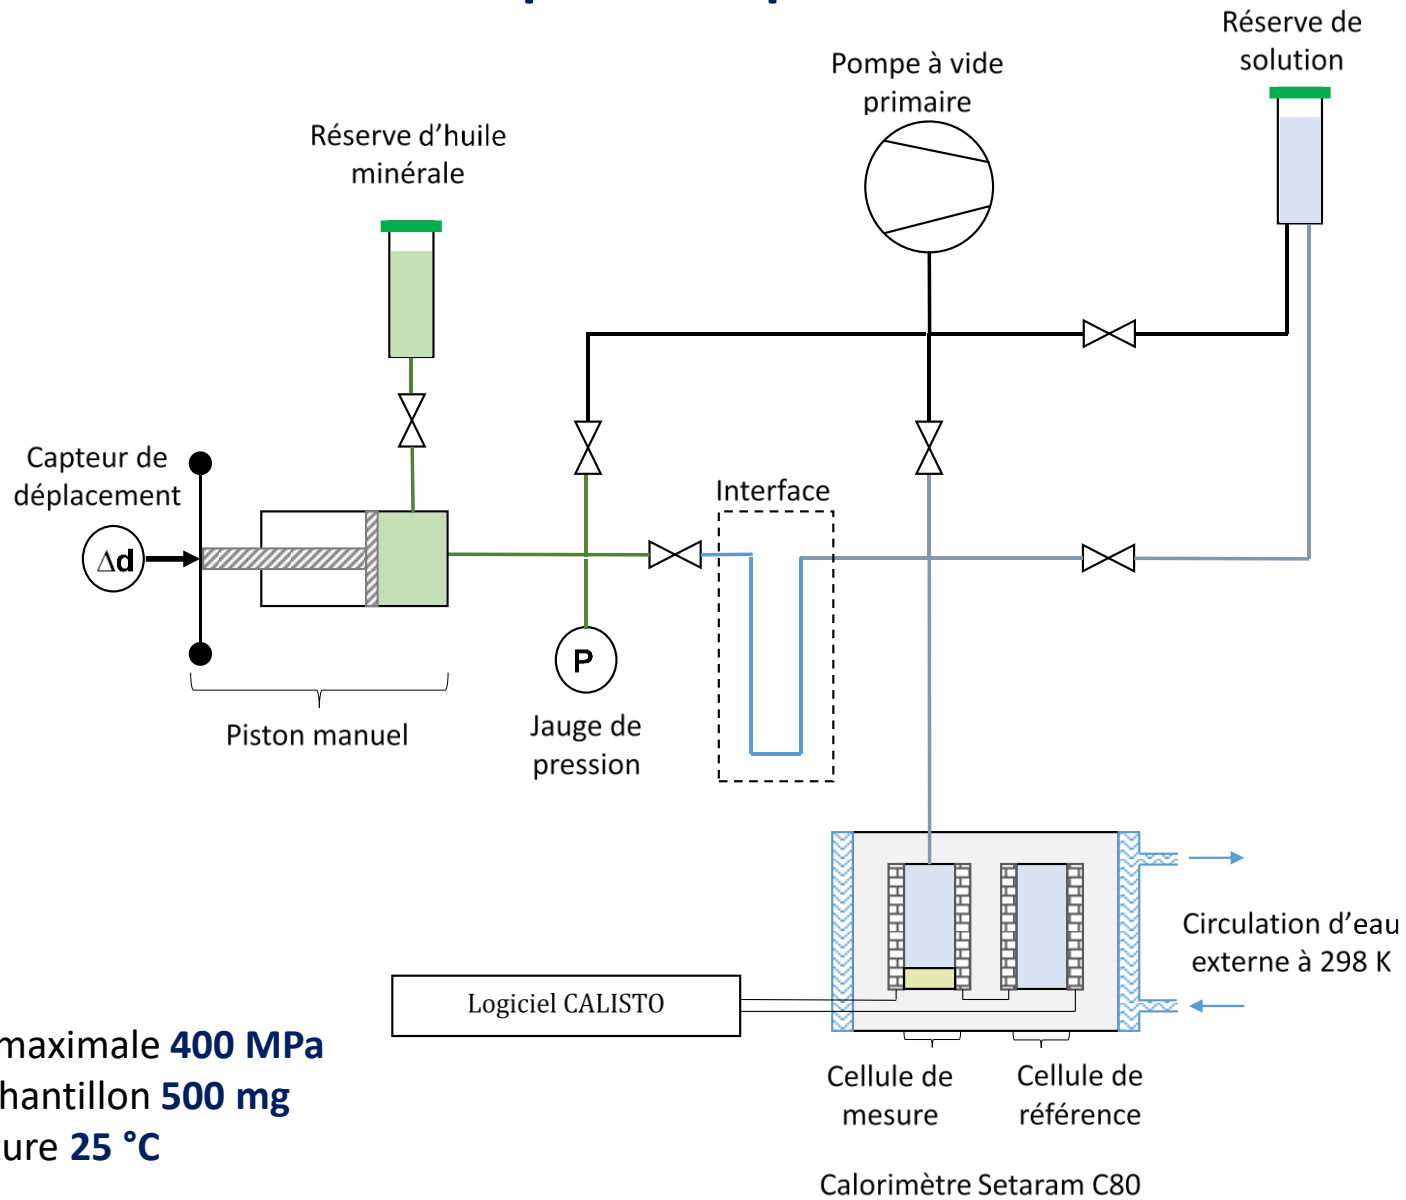 Réserve de
solution
Pompe à vide
primaire
Réserve d’huile
minérale
Capteur de
déplacement
Δd
Interface
P
Piston manuel
Jauge de
pression
Circulation d’eau
externe à 298 K
Logiciel CALISTO
maximale 400 MPa
hantillon 500 mg
ture 25 °C
Cellule de
mesure
Cellule de
référence
Calorimètre Setaram C80